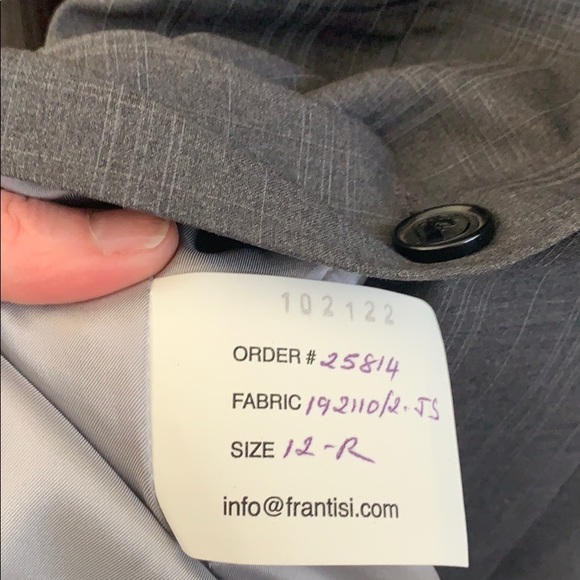 102122
ORDER # 25814
FABRIC 192110/2-JS
SIZE 12-R
info@frantisi.com